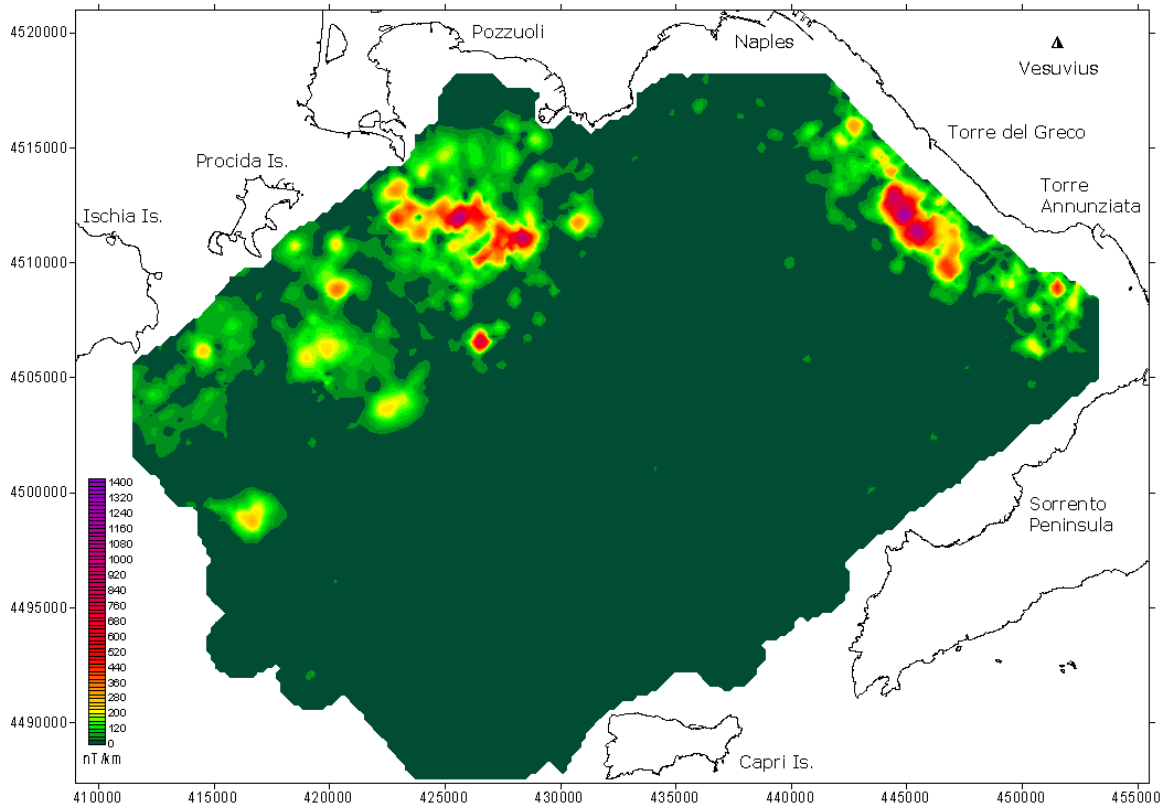 4520000
Pozzuoli
Naples
Vesuvius
4515000
Torre del Greco
Procida Is.
Torre
Annunziata
Ischia Is.
4510000
4505000
4500000
1400
1320
1240
1160
1080
1000
920
840
760
680
600
520
440
360
280
200
120
0
nT/km
Sorrento
Peninsula
4495000
4490000
Capri Is.
410000 415000 420000 425000 430000 435000 440000 445000 450000 455000